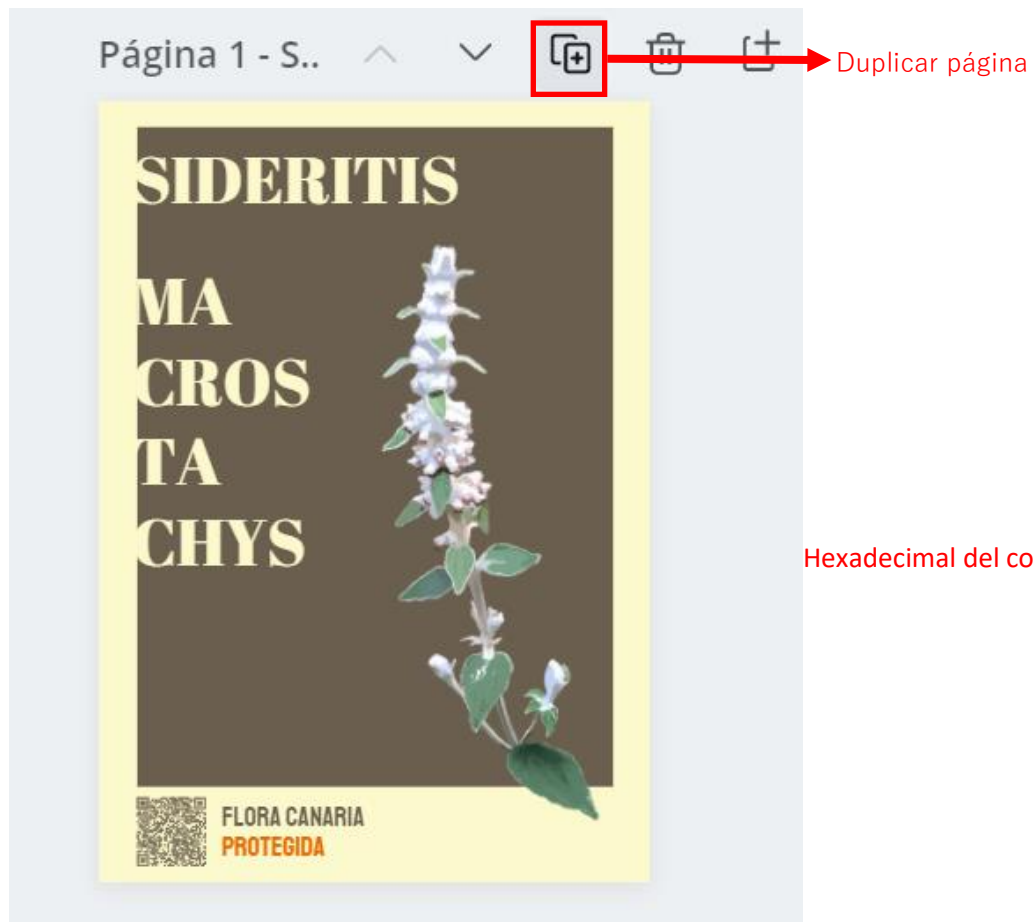 Página 1 - S..
Duplicar página
SIDERITIS
MA
CROS
TA
CHYS
Hexadecimal del co
FLORA CANARIA
PROTEGIDA